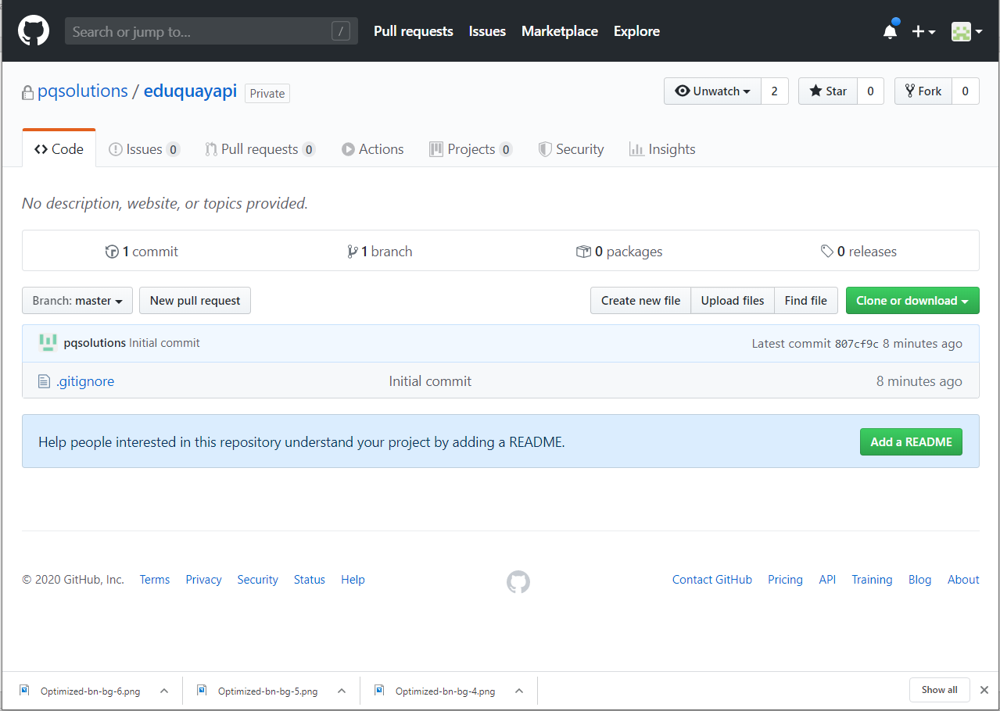 Search or jump to... / Pull requests Issues Marketplace Explore
pqsolutions / eduquayapi Private Unwatch 2 Star 0 Fork 0
Code Issues 0 Pull requests 0 Actions Projects 0 Security Insights
No description, website, or topics provided.
1 commit 1 branch 0 packages 0 releases
Branch: master New pull request Create new file Upload files Find file Clone or download
pqsolutions Initial commit Latest commit 807cf9c 8 minutes ago
.gitignore Initial commit 8 minutes ago
Help people interested in this repository understand your project by adding a README. Add a README
© 2020 GitHub, Inc. Terms Privacy Security Status Help Contact GitHub Pricing API Training Blog About
Optimized-bn-bg-6.png Optimized-bn-bg-5.png Optimized-bn-bg-4.png Show all